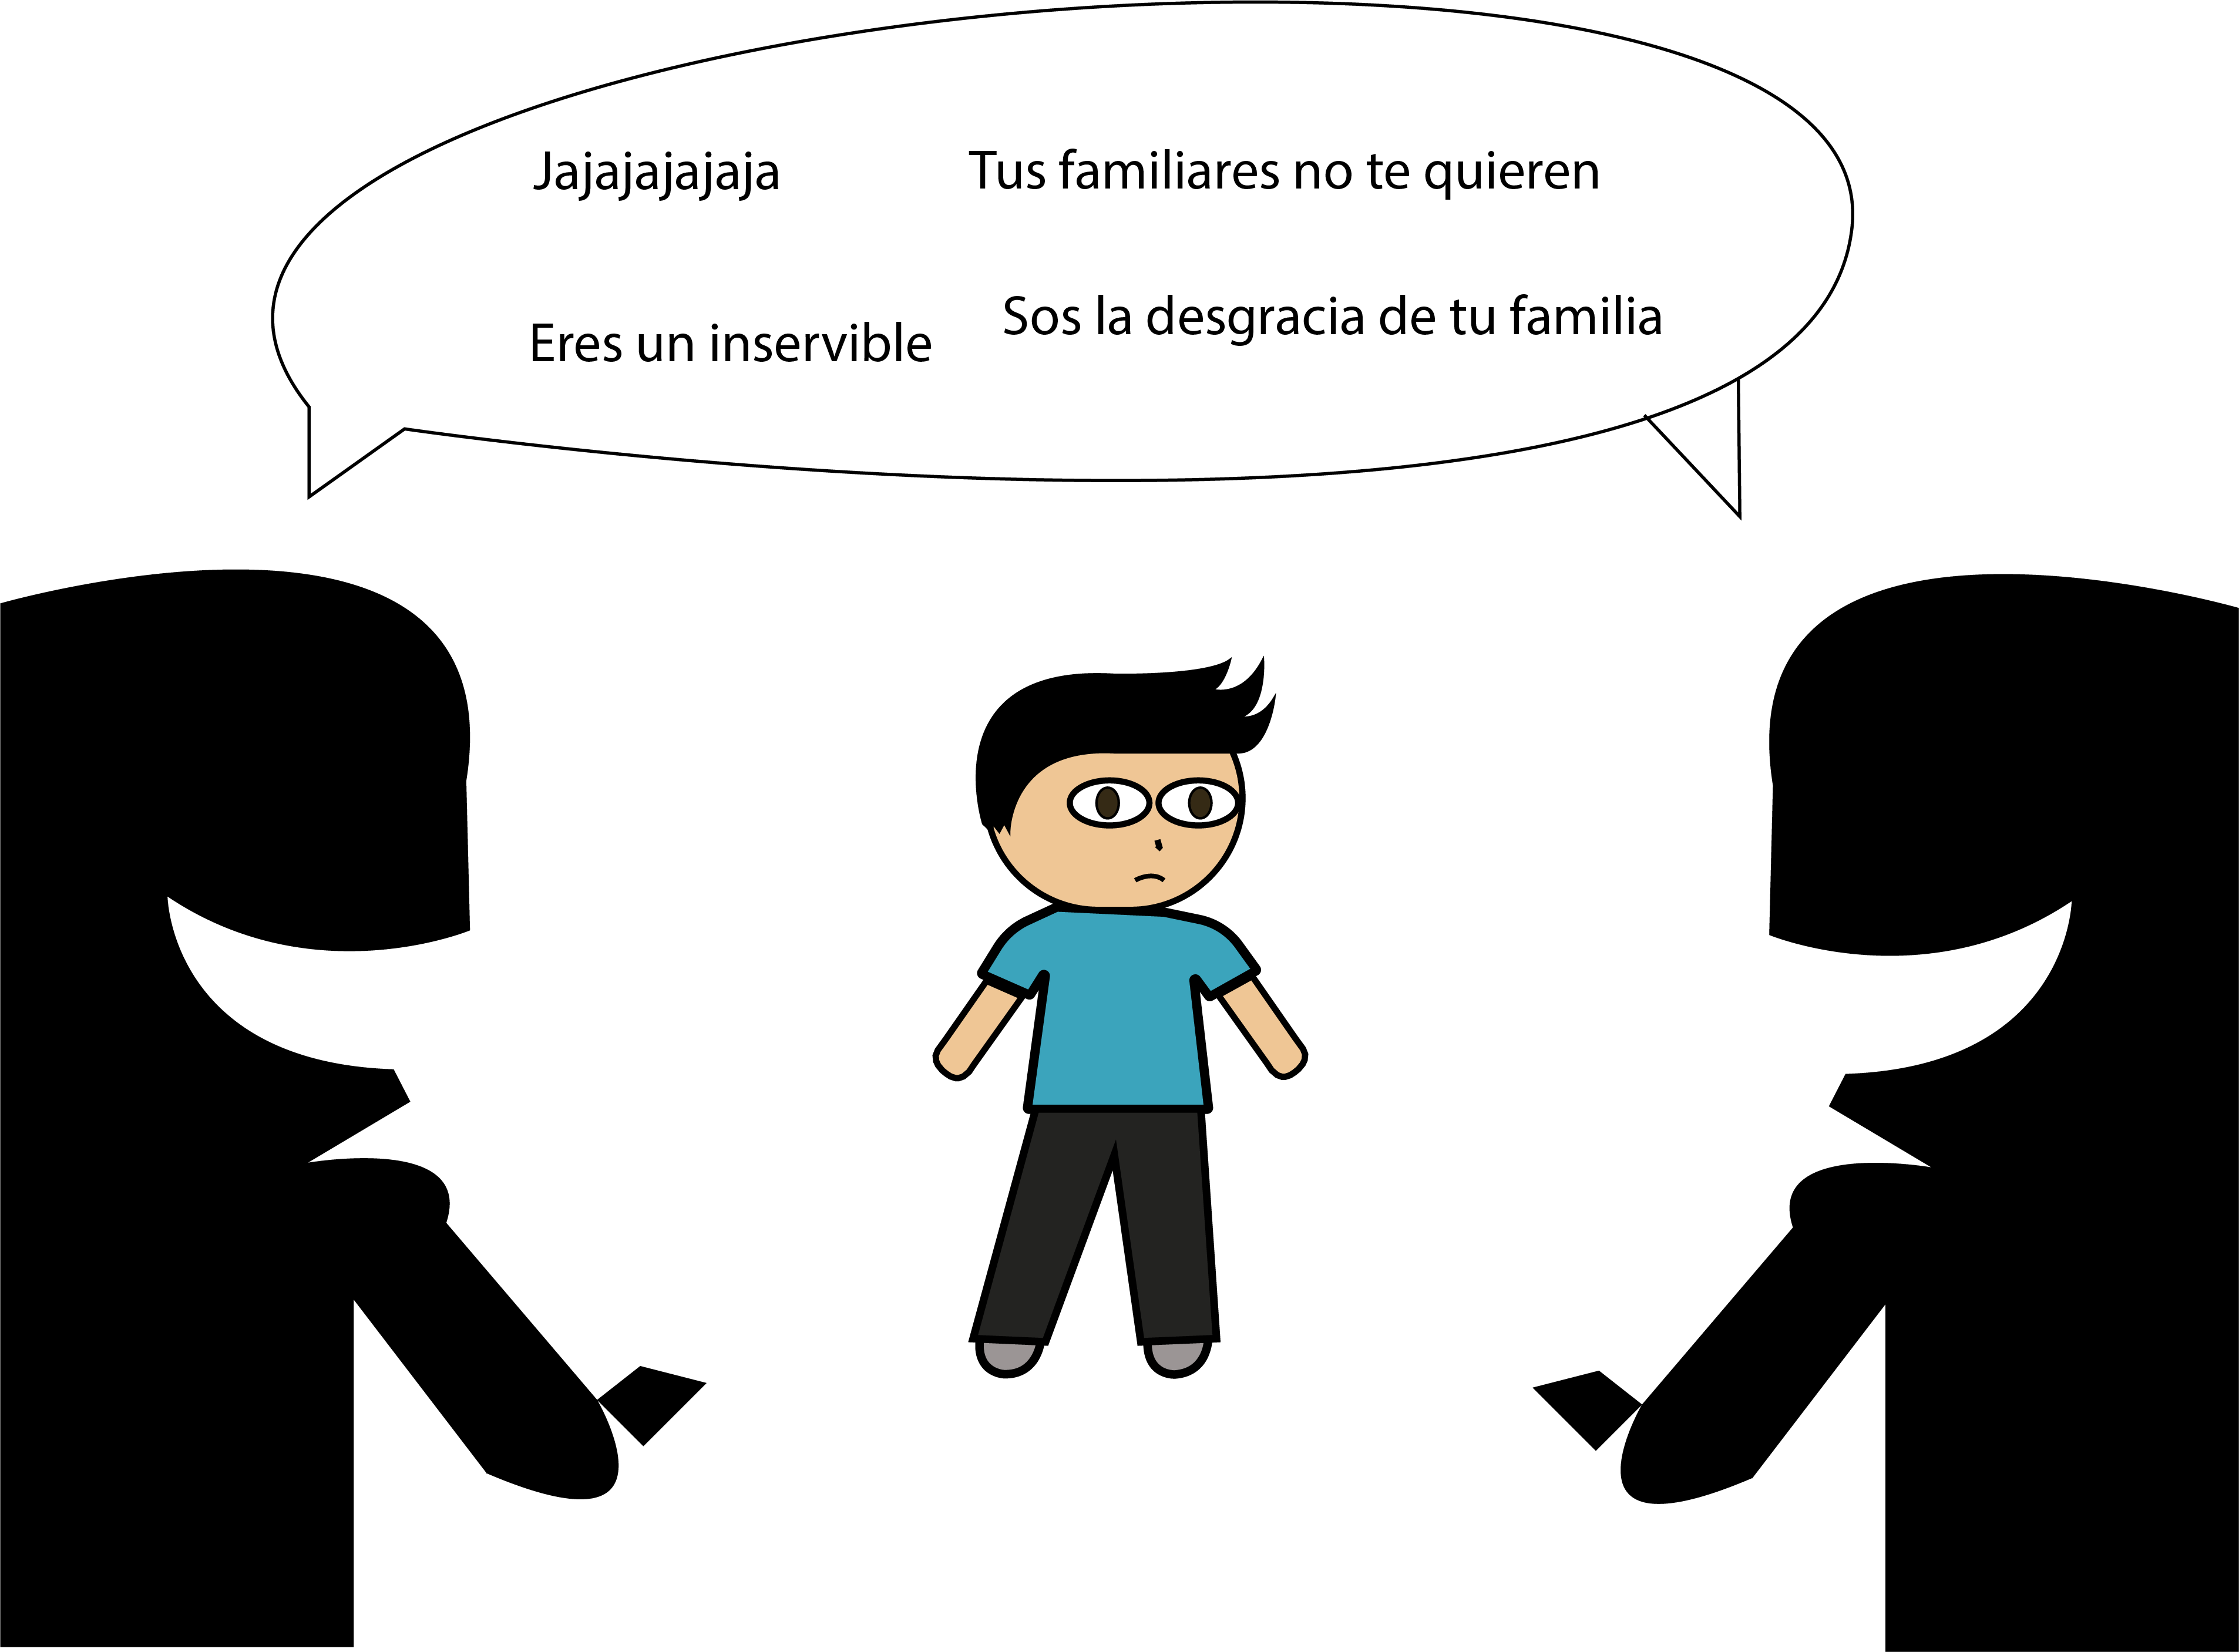 Jajajajajaja
Tus familiares no te quieren
Eres un inservible
Sos la desgracia de tu familia